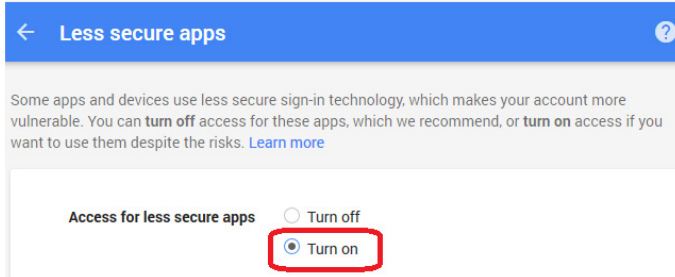 Less secure apps
Some apps and devices use less secure sign-in technology, which makes your account more
vulnerable. You can turn off access for these apps, which we recommend, or turn on access if you
want to use them despite the risks. Learn more
Access for less secure apps
Turn off
Turn on